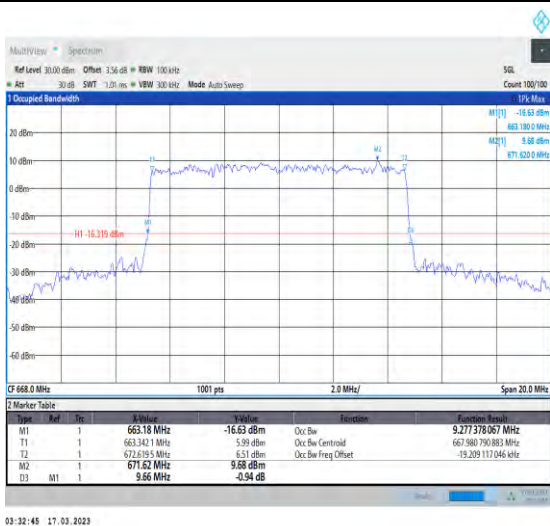 MultiView Spectrum
Ref Level 30.00 dBm Offset 3.56 dB RBW 100 kHz SGL
Att 30 dB SWT 1.01 ms VBW 300 kHz Mode Auto Sweep Count 100/100
1 Occupied Bandwidth 1Pk Max
M1[1] -16.63 dBm
663.180 0 MHz
M2[1] 9.68 dBm
671.620 0 MHz
20 dBm
M2
T1 T2
10 dBm
0 dBm
-10 dBm
M1
H1 -16.319 dBm
D3
-20 dBm
-30 dBm
-40 dBm
-50 dBm
-60 dBm
CF 668.0 MHz 1001 pts 2.0 MHz/ Span 20.0 MHz
2 Marker Table
Type Ref Trc X-Value Y-Value Function Function Result
M1 1 663.18 MHz -16.63 dBm Occ Bw 9.277 378 067 MHz
T1 1 663.342 1 MHz 5.99 dBm Occ Bw Centroid 667.980 790 883 MHz
T2 1 672.619 5 MHz 6.51 dBm Occ Bw Freq Offset -19.209 117 046 kHz
M2 1 671.62 MHz 9.68 dBm
D3 M1 1 9.66 MHz -0.94 dB
Ready
03:32:45 17.03.2023